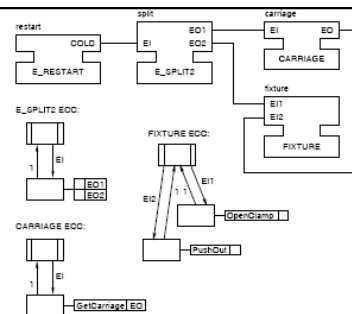 restart
split
carriage
COLD
EI
EO1
EO2
EI
EO
E_RESTART
E_SPLIT2
CARRIAGE
fixture
EI1
EI2
FIXTURE
E_SPLIT2 ECC:
1
EI
EO1
EO2
FIXTURE ECC:
EI2
1
1
EI1
OpenClamp
PushOut
CARRIAGE ECC:
1
EI
GetCarriage EO